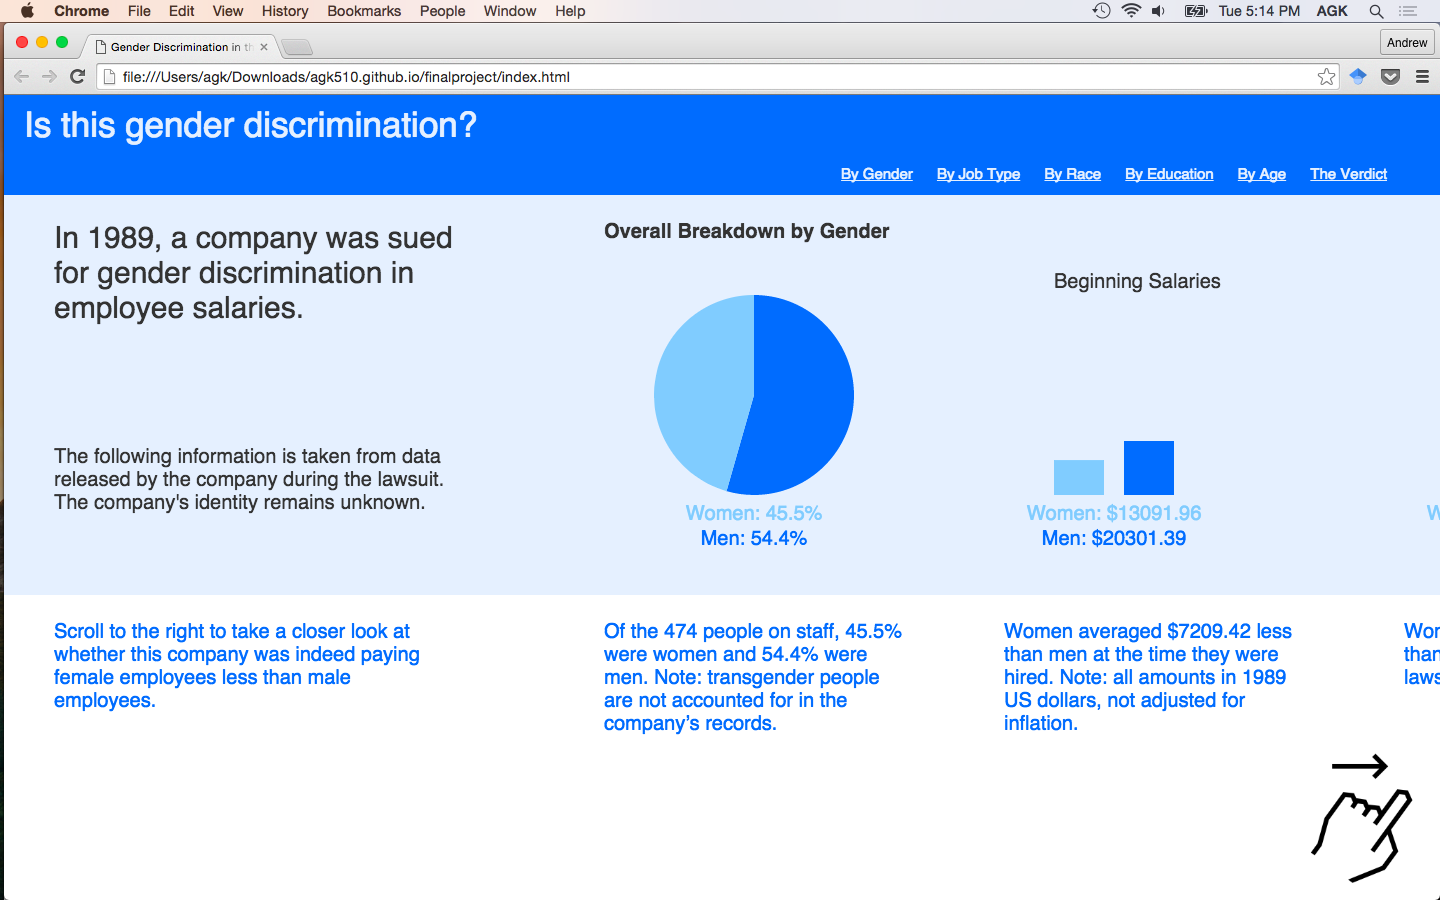 Chrome File Edit View History Bookmarks People Window Help Tue 5:14 PM AGK
Gender Discrimination in th
Andrew
file:///Users/agk/Downloads/agk510.github.io/finalproject/index.html
Is this gender discrimination?
By Gender By Job Type By Race By Education By Age The Verdict
In 1989, a company was sued
for gender discrimination in
employee salaries.
The following information is taken from data
released by the company during the lawsuit.
The company's identity remains unknown.
Overall Breakdown by Gender
Women: 45.5%
Men: 54.4%
Beginning Salaries
Women: $13091.96
Men: $20301.39
W
Scroll to the right to take a closer look at
whether this company was indeed paying
female employees less than male
employees.
Of the 474 people on staff, 45.5%
were women and 54.4% were
men. Note: transgender people
are not accounted for in the
company’s records.
Women averaged $7209.42 less
than men at the time they were
hired. Note: all amounts in 1989
US dollars, not adjusted for
inflation.
Wor
than
laws